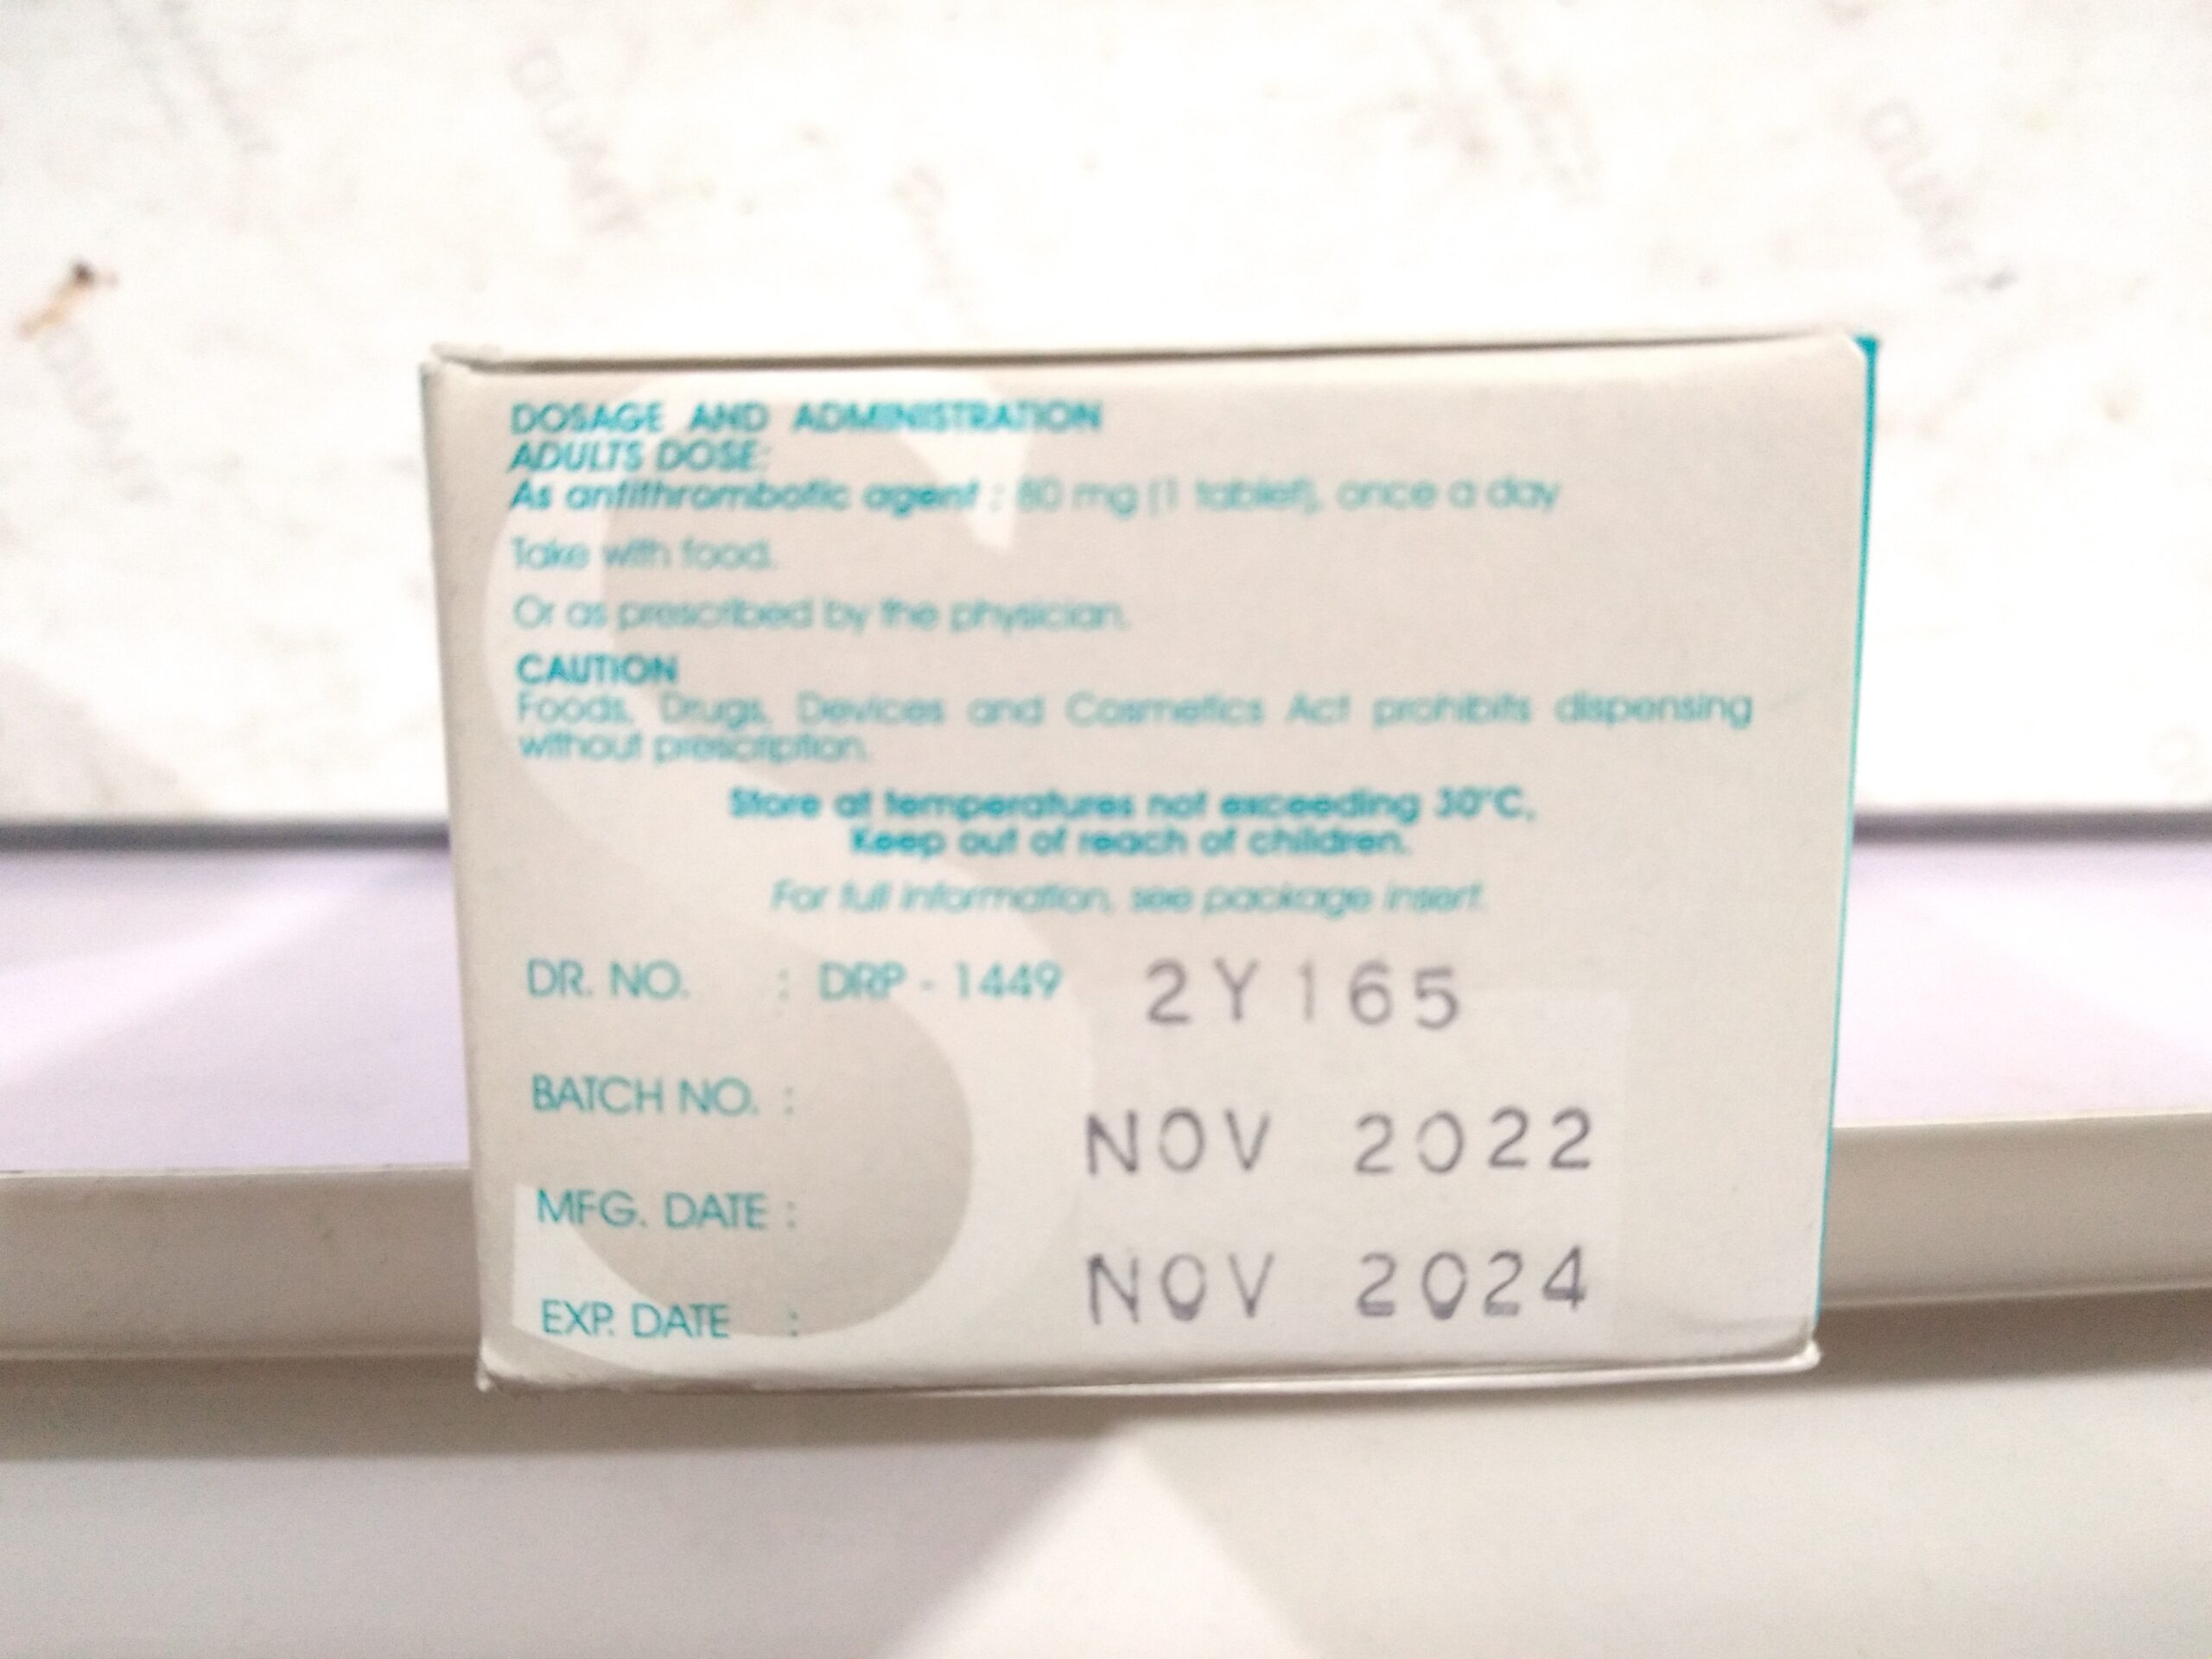 DOSAGE AND ADMINISTRATION
ADULTS DOSE:
As antithrombotic agent : 80 mg (1 tablet), once a day
Take with food.
Or as prescribed by the physician.
CAUTION
Foods, Drugs, Devices and Cosmetics Act prohibits dispensing
without prescription.
Store at temperatures not exceeding 30°C,
Keep out of reach of children.
For full information, see package insert.
DR. NO. : DRP - 1449
BATCH NO. : 2Y165
MFG. DATE : NOV 2022
EXP. DATE : NOV 2024